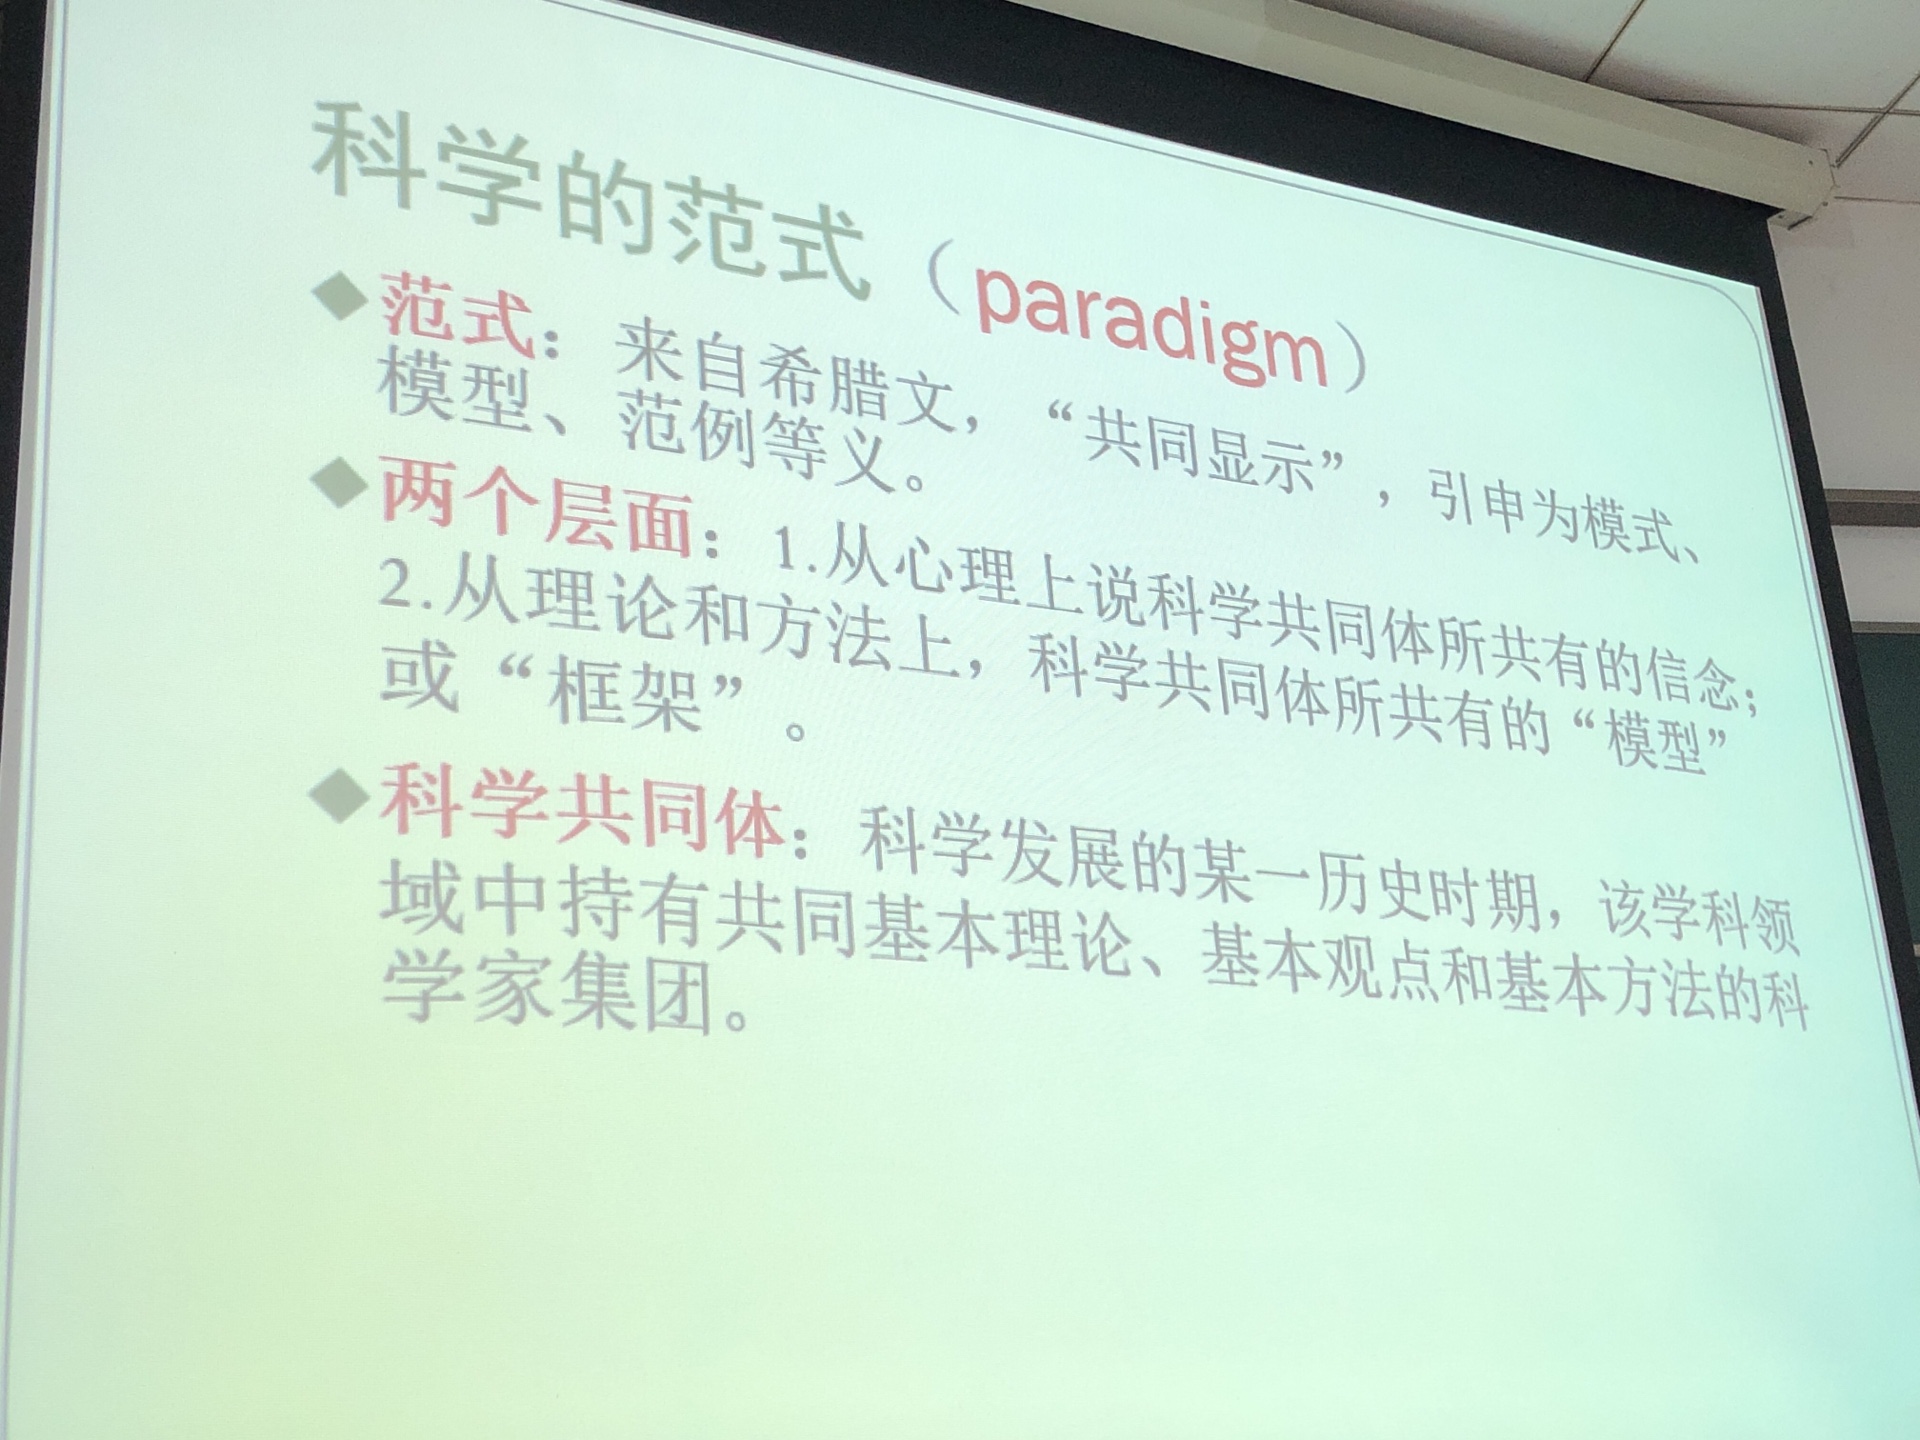 科学的范式（paradigm）
◆范式：来自希腊文，“共同显示”，引申为模式、
模型、范例等义。
◆两个层面：1.从心理上说科学共同体所共有的信念；
2.从理论和方法上，科学共同体所共有的“模型”
或“框架”。
◆科学共同体：科学发展的某一历史时期，该学科领
域中持有共同基本理论、基本观点和基本方法的科
学家集团。